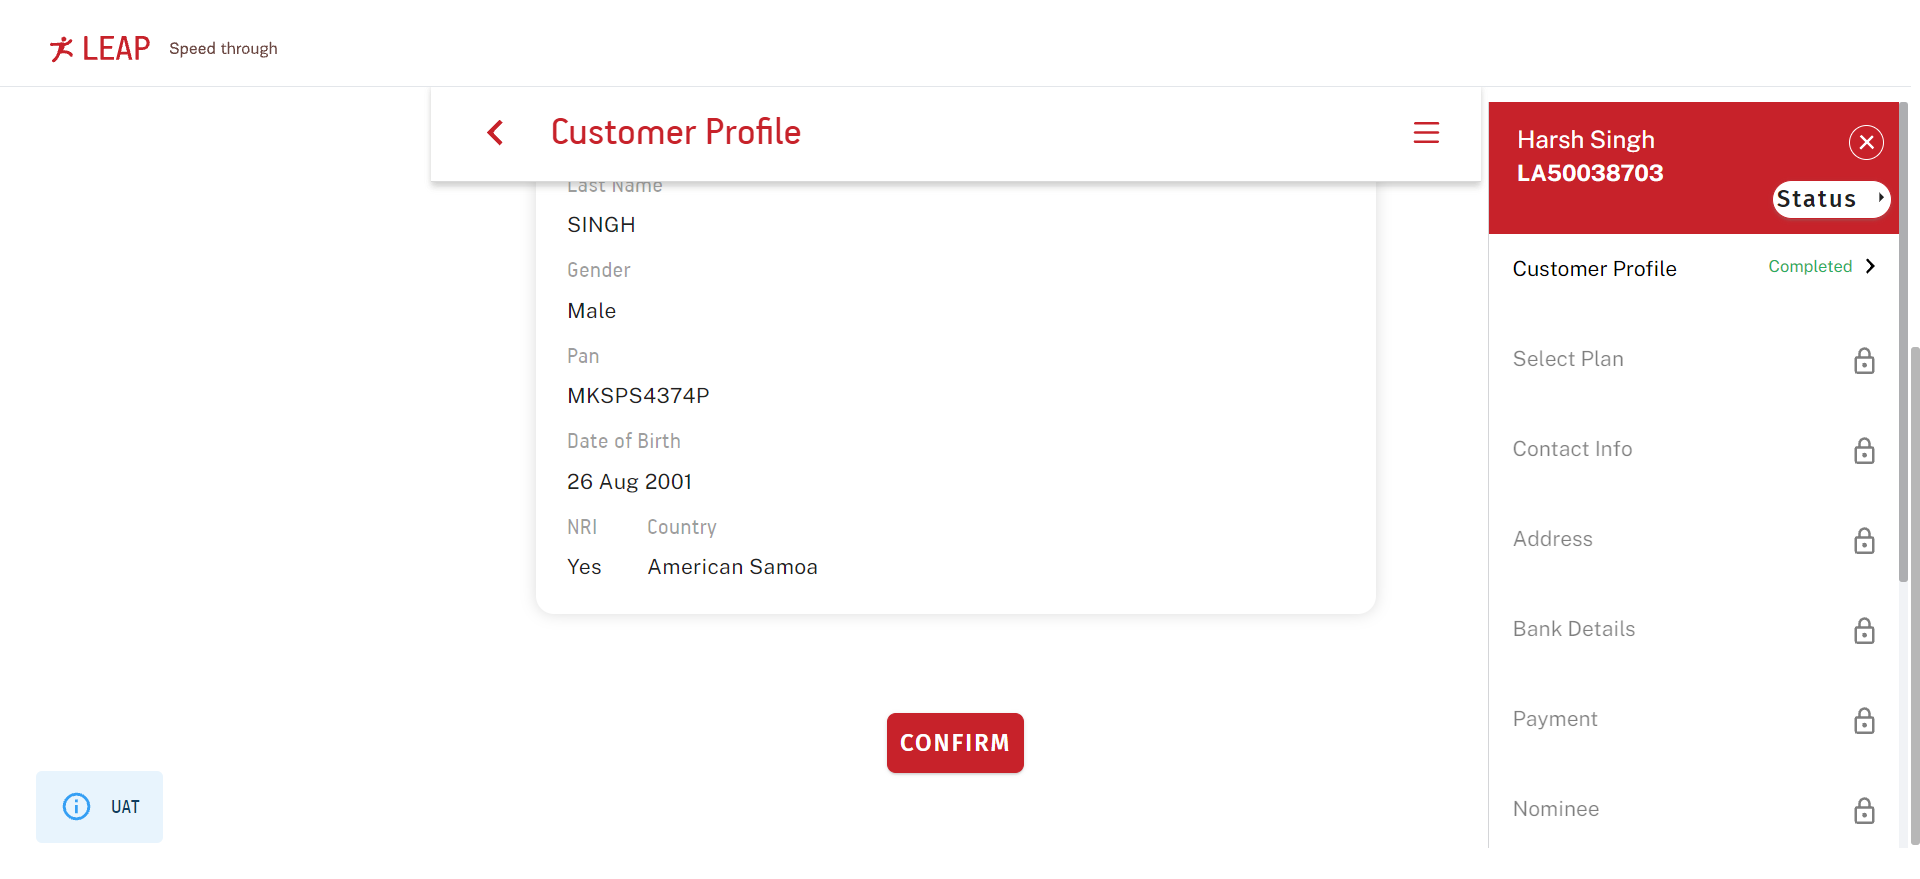 LEAP Speed through
Customer Profile
Last Name
SINGH
Gender
Male
Pan
MKSPS4374P
Date of Birth
26 Aug 2001
NRI Country
Yes American Samoa
CONFIRM
UAT
Harsh Singh
LA50038703
Status
Customer Profile Completed
Select Plan
Contact Info
Address
Bank Details
Payment
Nominee